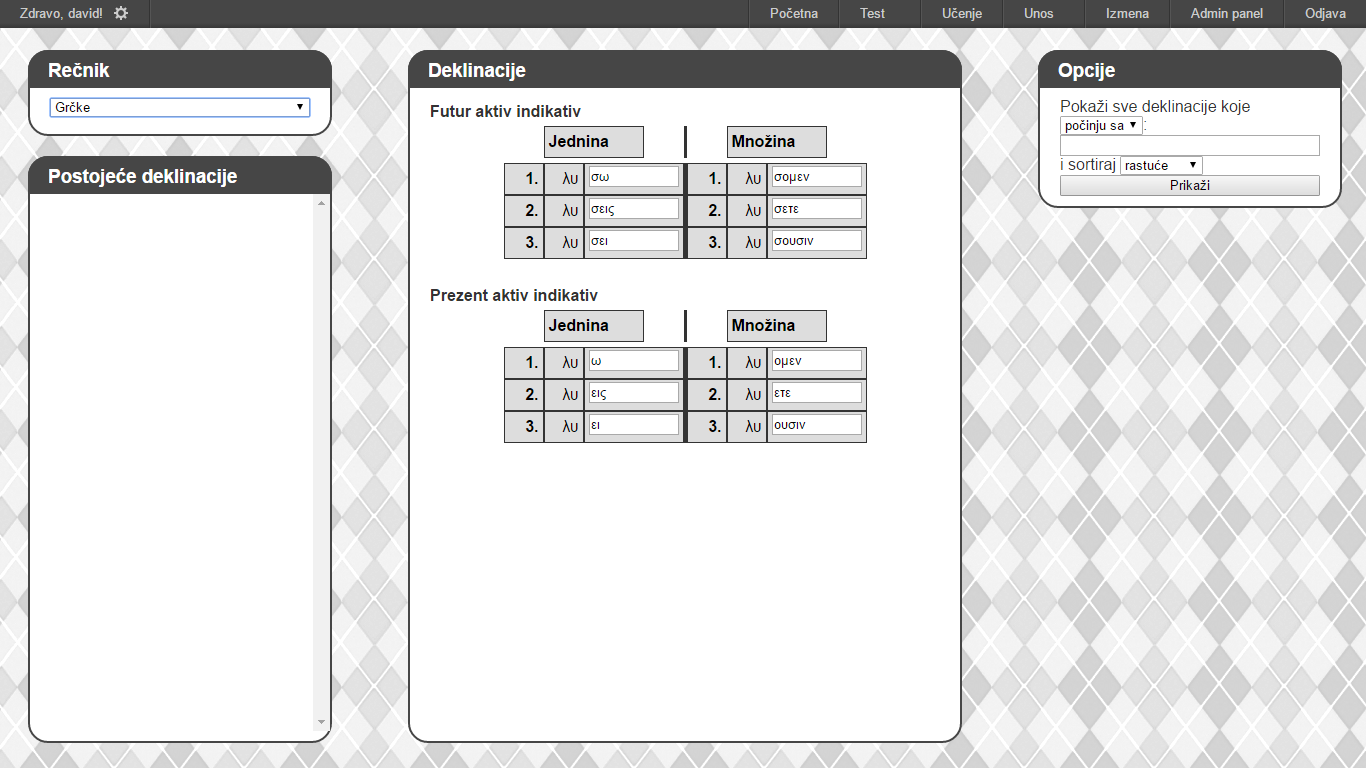 Zdravo, david! Početna Test Učenje Unos Izmena Admin panel Odjava
Rečnik
Grčke
Postojeće deklinacije
Deklinacije
Futur aktiv indikativ
Jednina Množina
1. λυ σω 1. λυ σομεν
2. λυ σεις 2. λυ σετε
3. λυ σει 3. λυ σουσιν
Prezent aktiv indikativ
Jednina Množina
1. λυ ω 1. λυ ομεν
2. λυ εις 2. λυ ετε
3. λυ ει 3. λυ ουσιν
Opcije
Pokaži sve deklinacije koje
počinju sa :
i sortiraj rastuće
Prikaži